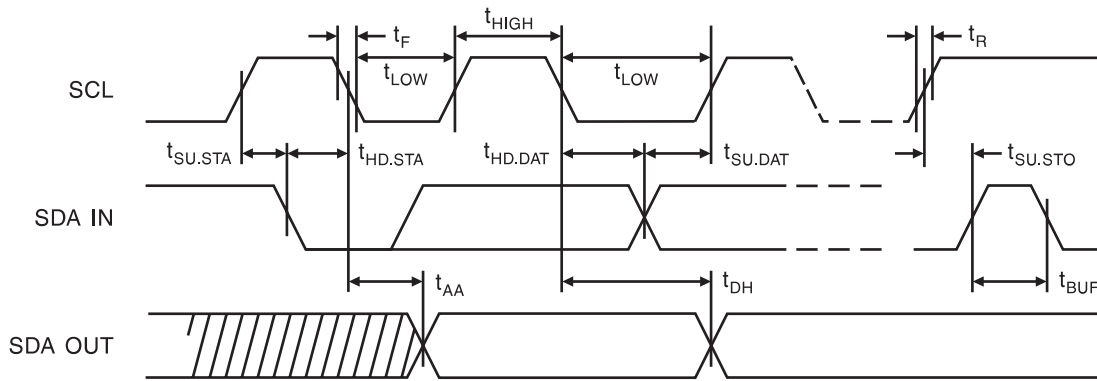 tHIGH
tF
tR
tLOW
tLOW
SCL
tSU.STA
tHD.STA
tHD.DAT
tSU.DAT
tSU.STO
SDA IN
tAA
tDH
tBUF
SDA OUT